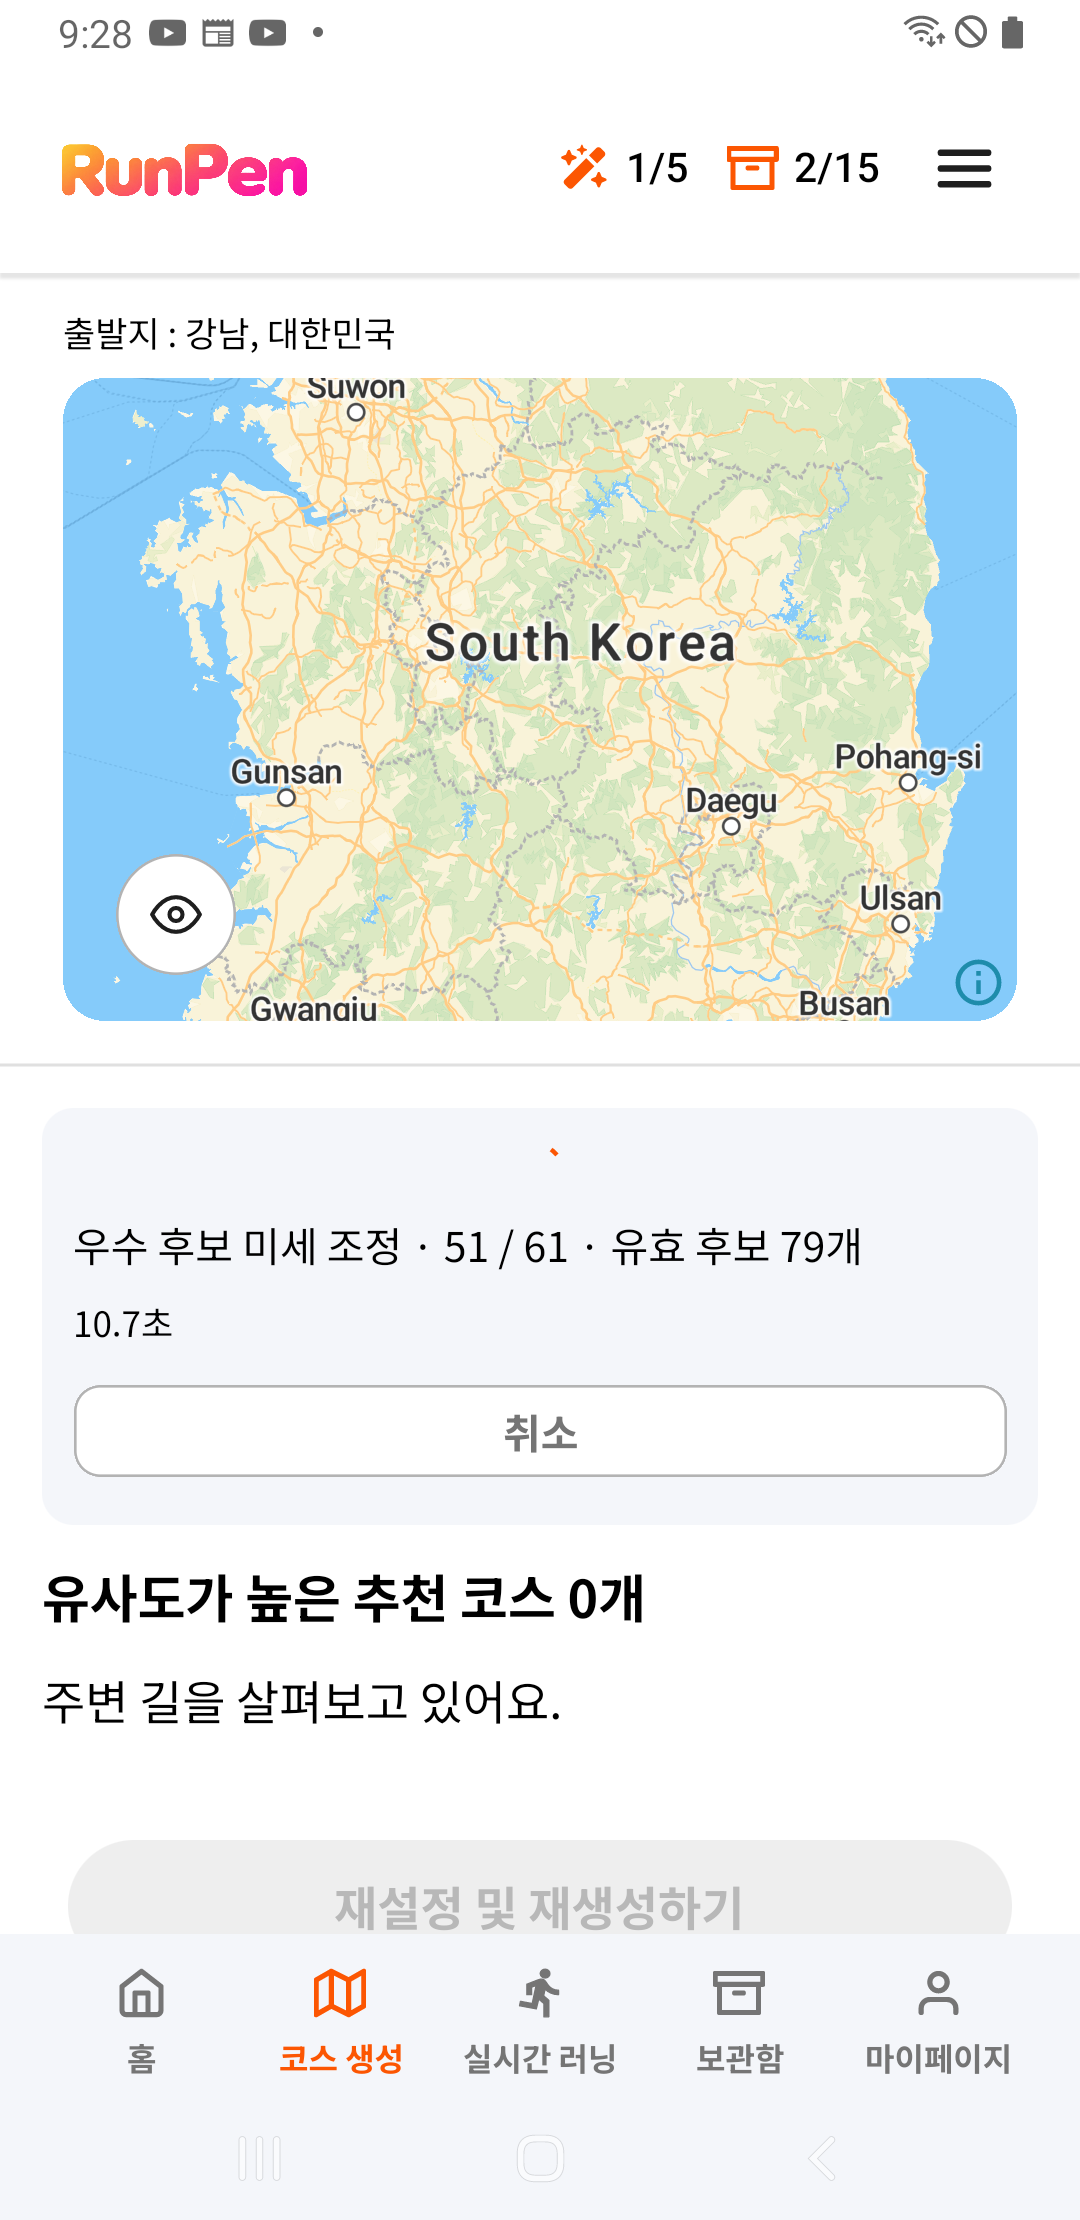 9:28
RunPen
1/5
2/15
출발지 : 강남, 대한민국
Suwon
South Korea
Gunsan
Pohang-si
Daegu
Ulsan
Gwangju
Busan
우수 후보 미세 조정 · 51 / 61 · 유효 후보 79개
10.7초
취소
유사도가 높은 추천 코스 0개
주변 길을 살펴보고 있어요.
재설정 및 재생성하기
홈
코스 생성
실시간 러닝
보관함
마이페이지